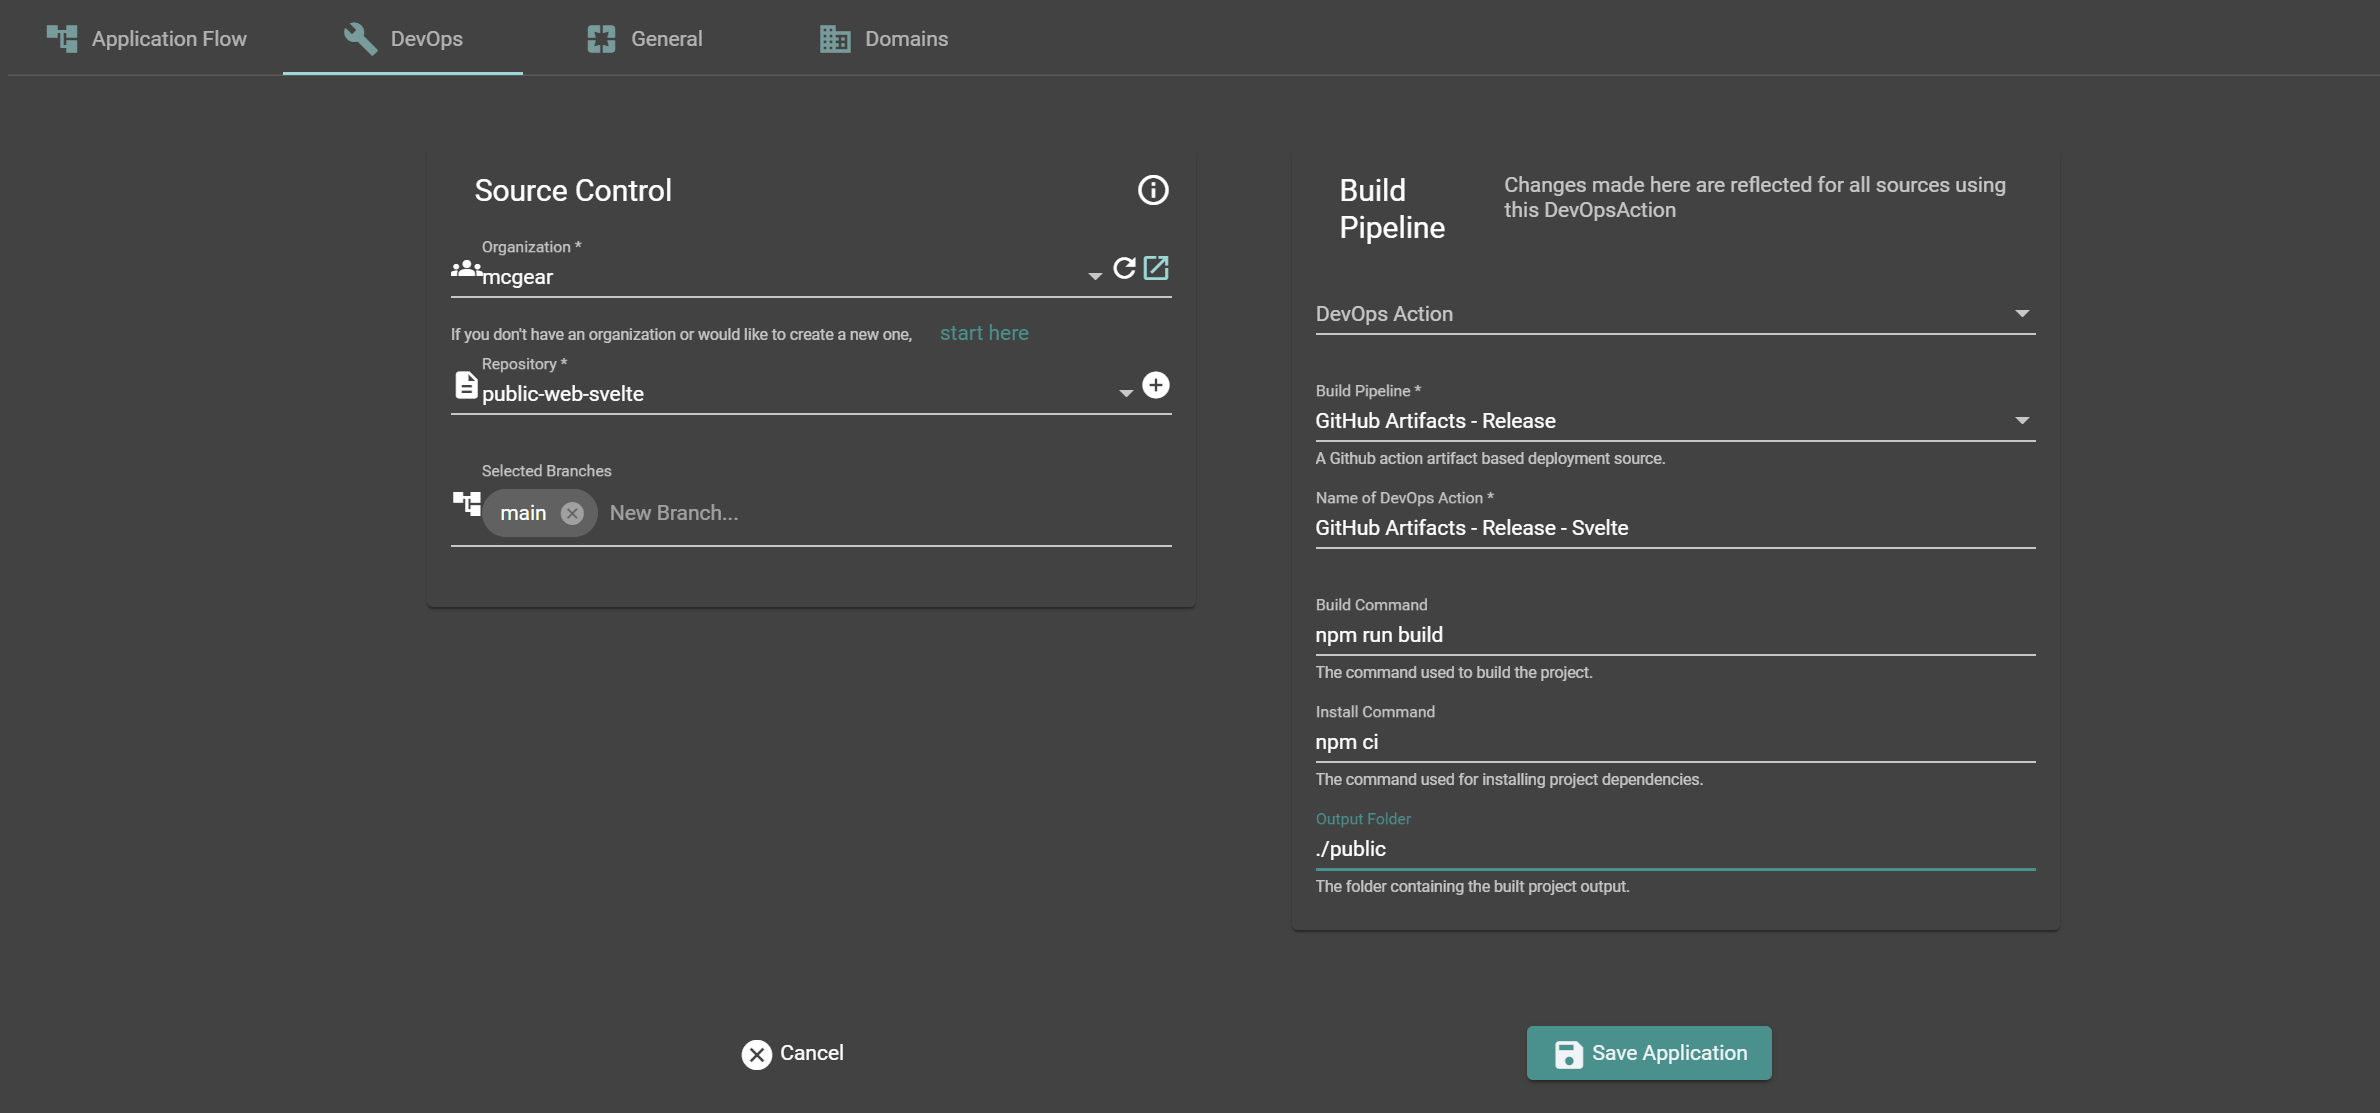 Application Flow
DevOps
General
Domains
Source Control
Organization *
mcgear
If you don't have an organization or would like to create a new one, start here
Repository *
public-web-svelte
Selected Branches
main New Branch...
Build
Pipeline
Changes made here are reflected for all sources using
this DevOpsAction
DevOps Action
Build Pipeline *
GitHub Artifacts - Release
A Github action artifact based deployment source.
Name of DevOps Action *
GitHub Artifacts - Release - Svelte
Build Command
npm run build
The command used to build the project.
Install Command
npm ci
The command used for installing project dependencies.
Output Folder
./public
The folder containing the built project output.
Cancel
Save Application